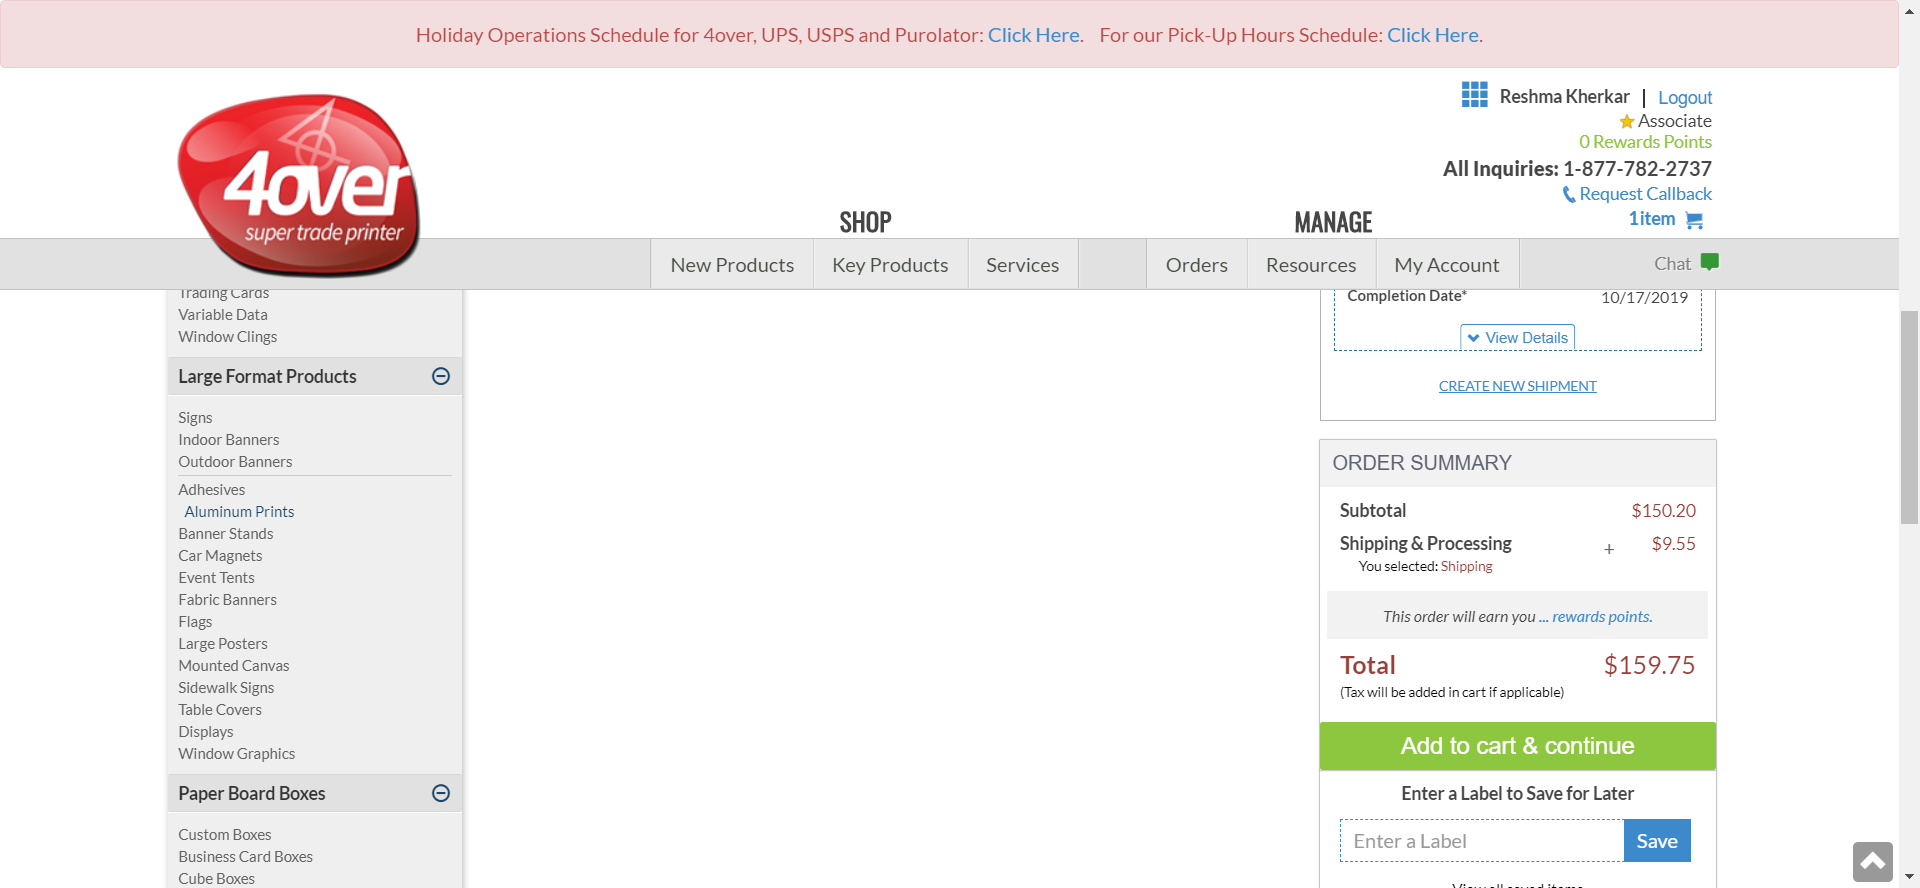 Holiday Operations Schedule for 4over, UPS, USPS and Purolator: Click Here. For our Pick-Up Hours Schedule: Click Here.
4over
super trade printer
Reshma Kherkar | Logout
Associate
0 Rewards Points
All Inquiries: 1-877-782-2737
Request Callback
1 item
SHOP
MANAGE
New Products
Key Products
Services
Orders
Resources
My Account
Chat
Trading Cards
Variable Data
Window Clings
Large Format Products
Signs
Indoor Banners
Outdoor Banners
Adhesives
Aluminum Prints
Banner Stands
Car Magnets
Event Tents
Fabric Banners
Flags
Large Posters
Mounted Canvas
Sidewalk Signs
Table Covers
Displays
Window Graphics
Paper Board Boxes
Custom Boxes
Business Card Boxes
Cube Boxes
Completion Date* 10/17/2019
View Details
CREATE NEW SHIPMENT
ORDER SUMMARY
Subtotal $150.20
Shipping & Processing + $9.55
You selected: Shipping
This order will earn you ... rewards points.
Total $159.75
(Tax will be added in cart if applicable)
Add to cart & continue
Enter a Label to Save for Later
Enter a Label Save
View all saved items